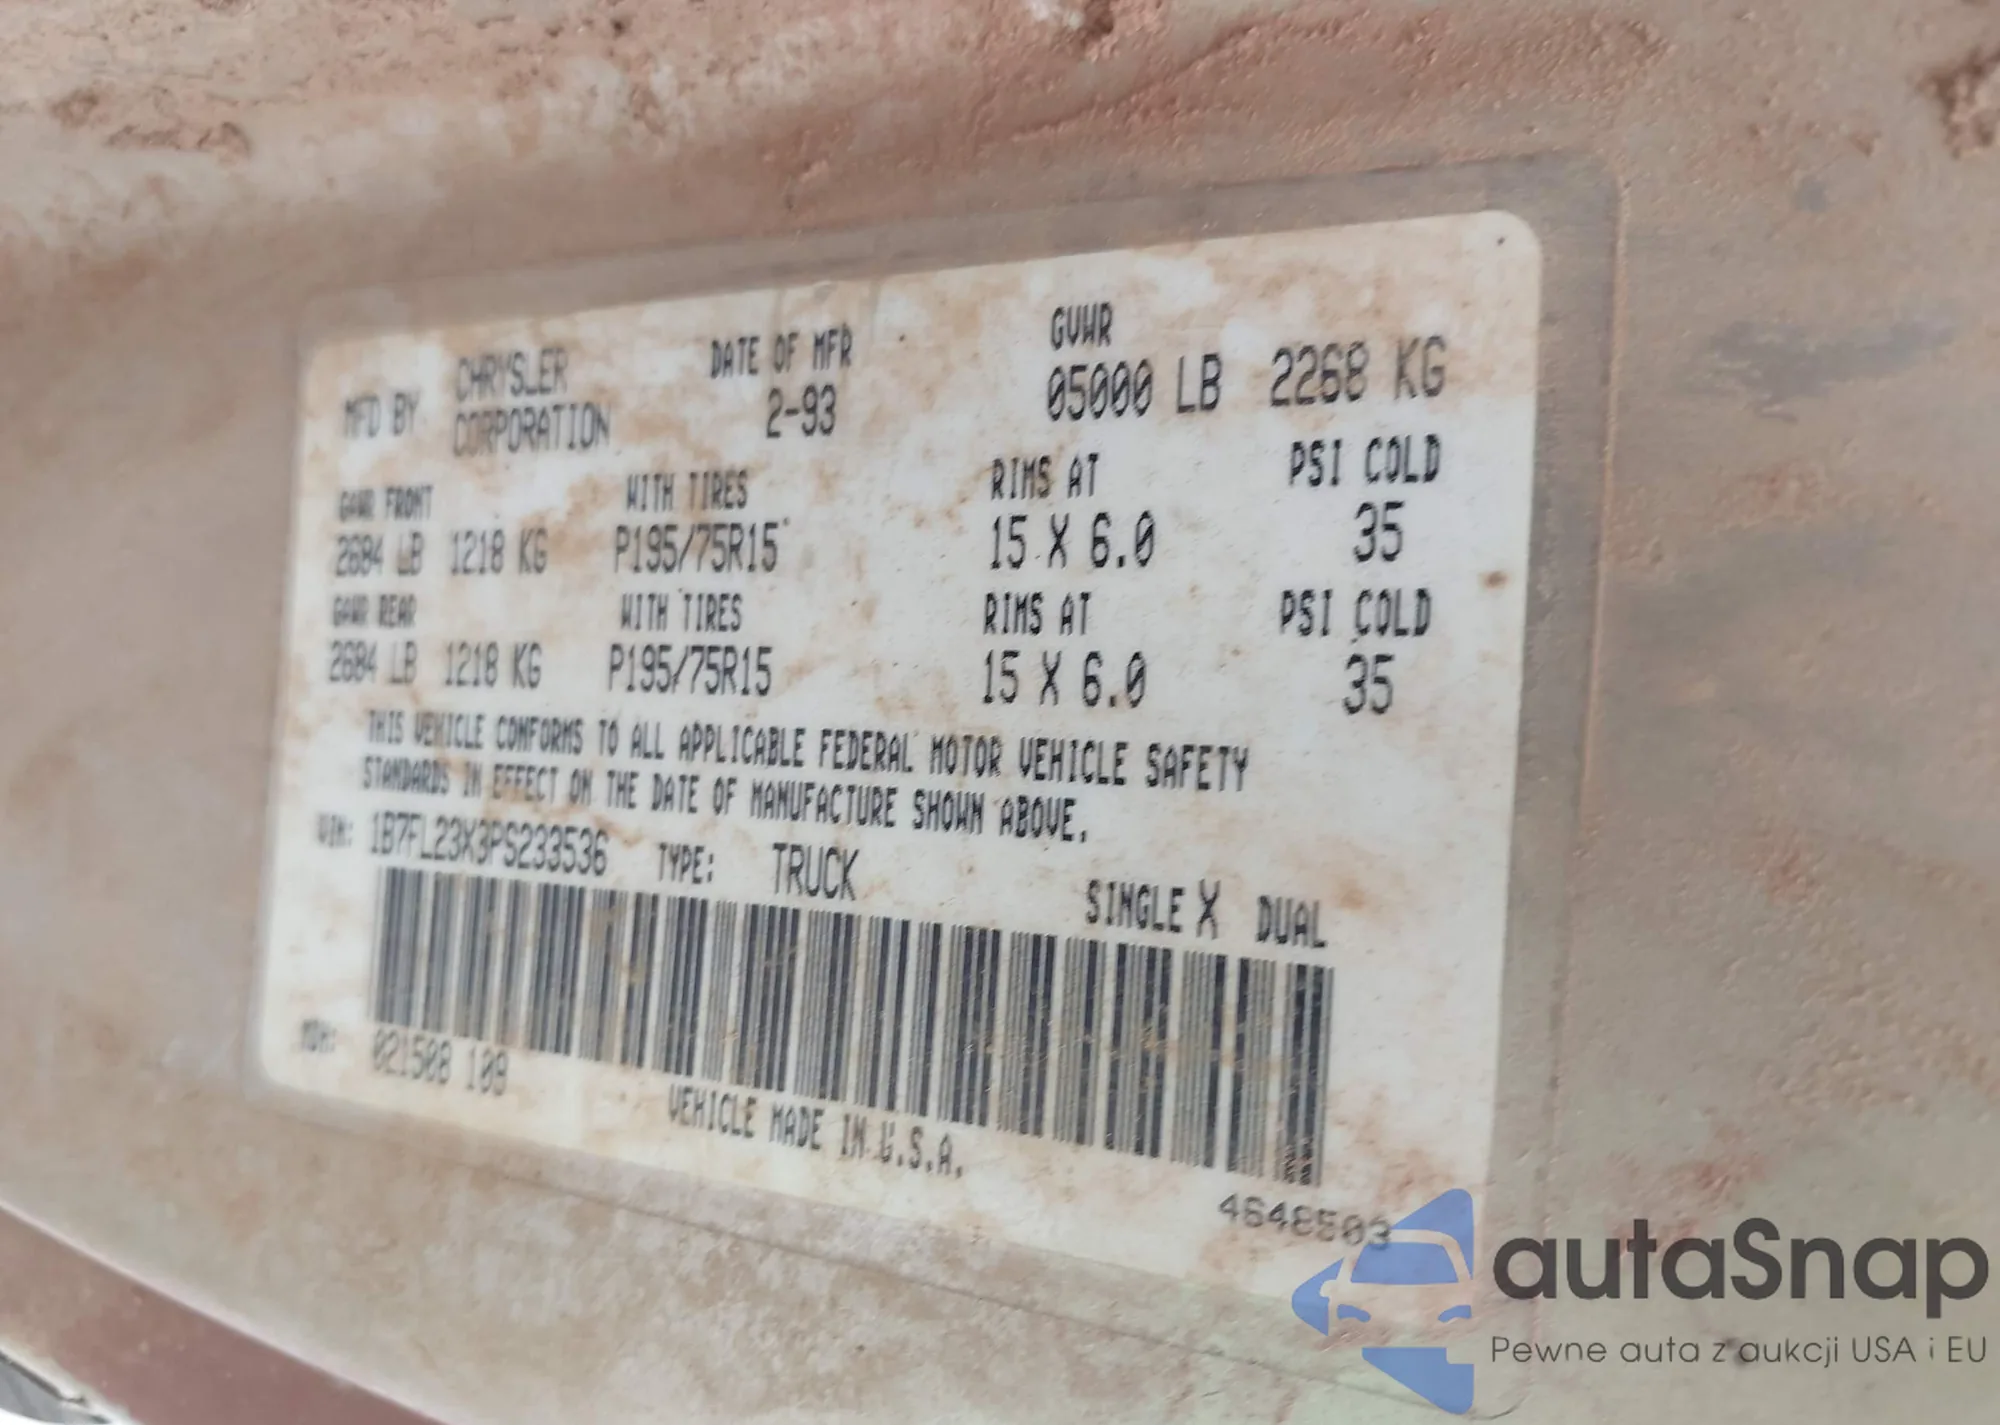 MFD BY CHRYSLER CORPORATION DATE OF MFR 2-93 GVWR 05000 LB 2268 KG
GAWR FRONT WITH TIRES RIMS AT PSI COLD
2684 LB 1218 KG P195/75R15 15 X 6.0 35
GAWR REAR WITH TIRES RIMS AT PSI COLD
2684 LB 1218 KG P195/75R15 15 X 6.0 35
THIS VEHICLE CONFORMS TO ALL APPLICABLE FEDERAL MOTOR VEHICLE SAFETY
STANDARDS IN EFFECT ON THE DATE OF MANUFACTURE SHOWN ABOVE.
VIN: 1B7FL23X3PS233536 TYPE: TRUCK SINGLE X DUAL
MDH: 021508 109
VEHICLE MADE IN U.S.A.
4648503
autaSnap
Pewne auta z aukcji USA i EU